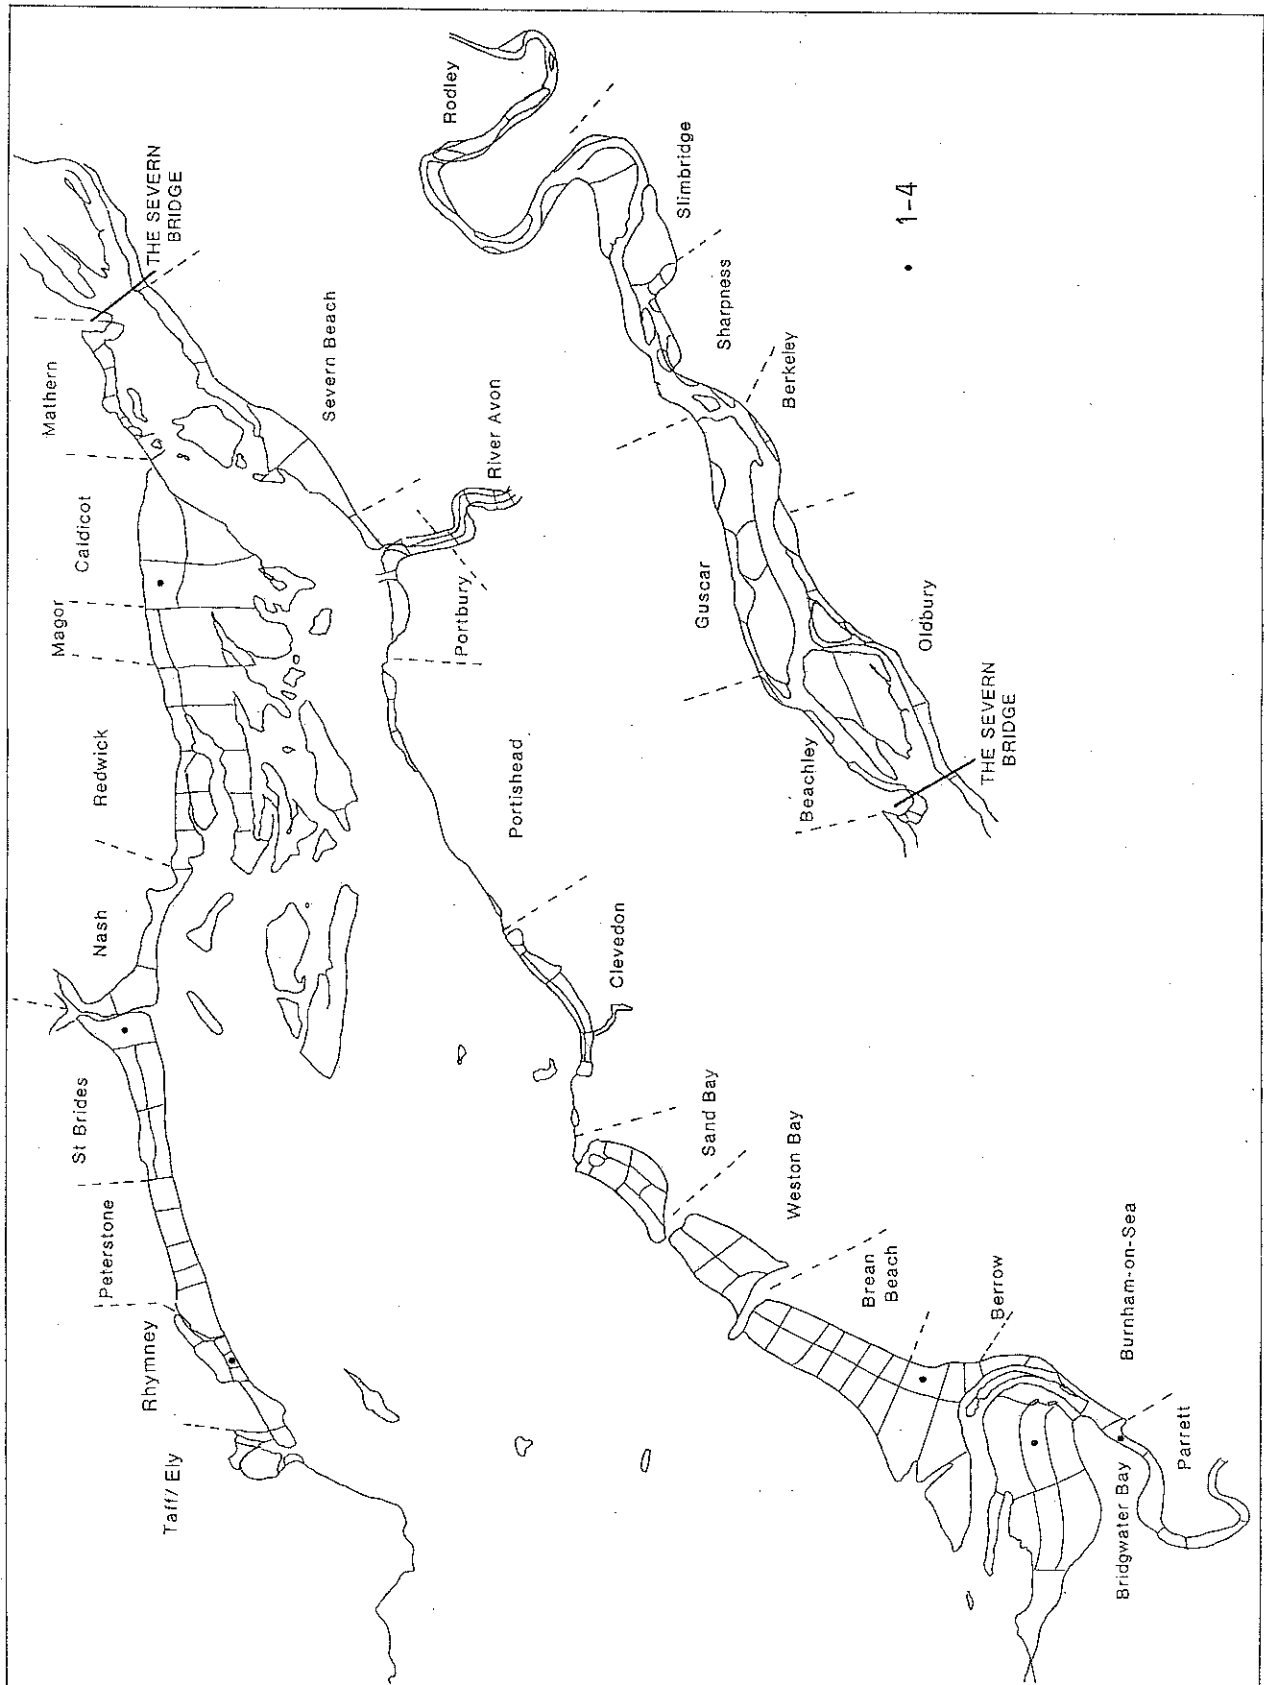 Taff/Ely
Rhymney
Peterstone
St Brides
Nash
Redwick
Magor
Caldicot
Mathern
THE SEVERN
BRIDGE
Severn Beach
River Avon
Portbury
Portishead
Clevedon
Sand Bay
Weston Bay
Brean
Beach
Berrow
Burnham-on-Sea
Parrett
Bridgwater Bay
Rodley
Slimbridge
Sharpness
Berkeley
Guscar
Oldbury
Beachley
THE SEVERN
BRIDGE
1-4